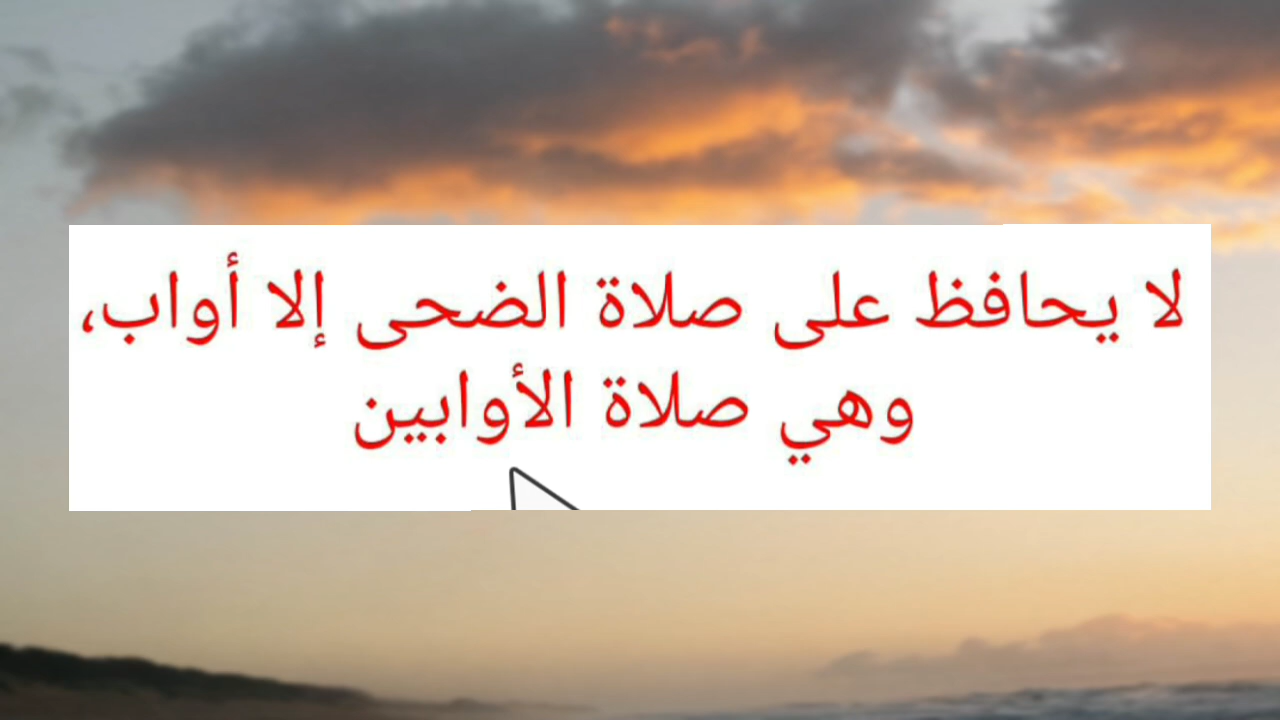 لا يحافظ على صلاة الضحى إلا أواب،
وهي صلاة الأوابين